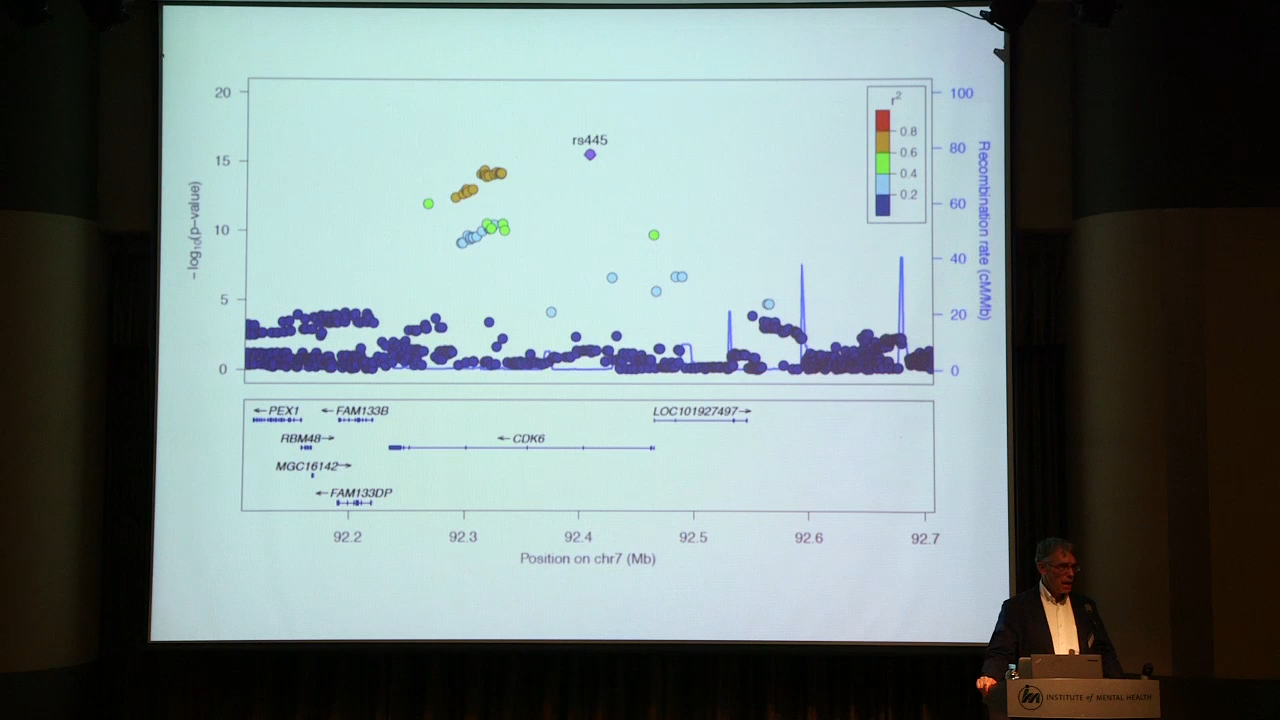 20
15
10
5
0
−log10(p−value)
rs445
r2
0.8
0.6
0.4
0.2
100
80
60
40
20
0
Recombination rate (cM/Mb)
←PEX1
←FAM133B
LOC101927497→
RBM48→
←CDK6
MGC16142→
←FAM133DP
92.2
92.3
92.4
92.5
92.6
92.7
Position on chr7 (Mb)
im INSTITUTE of MENTAL HEALTH